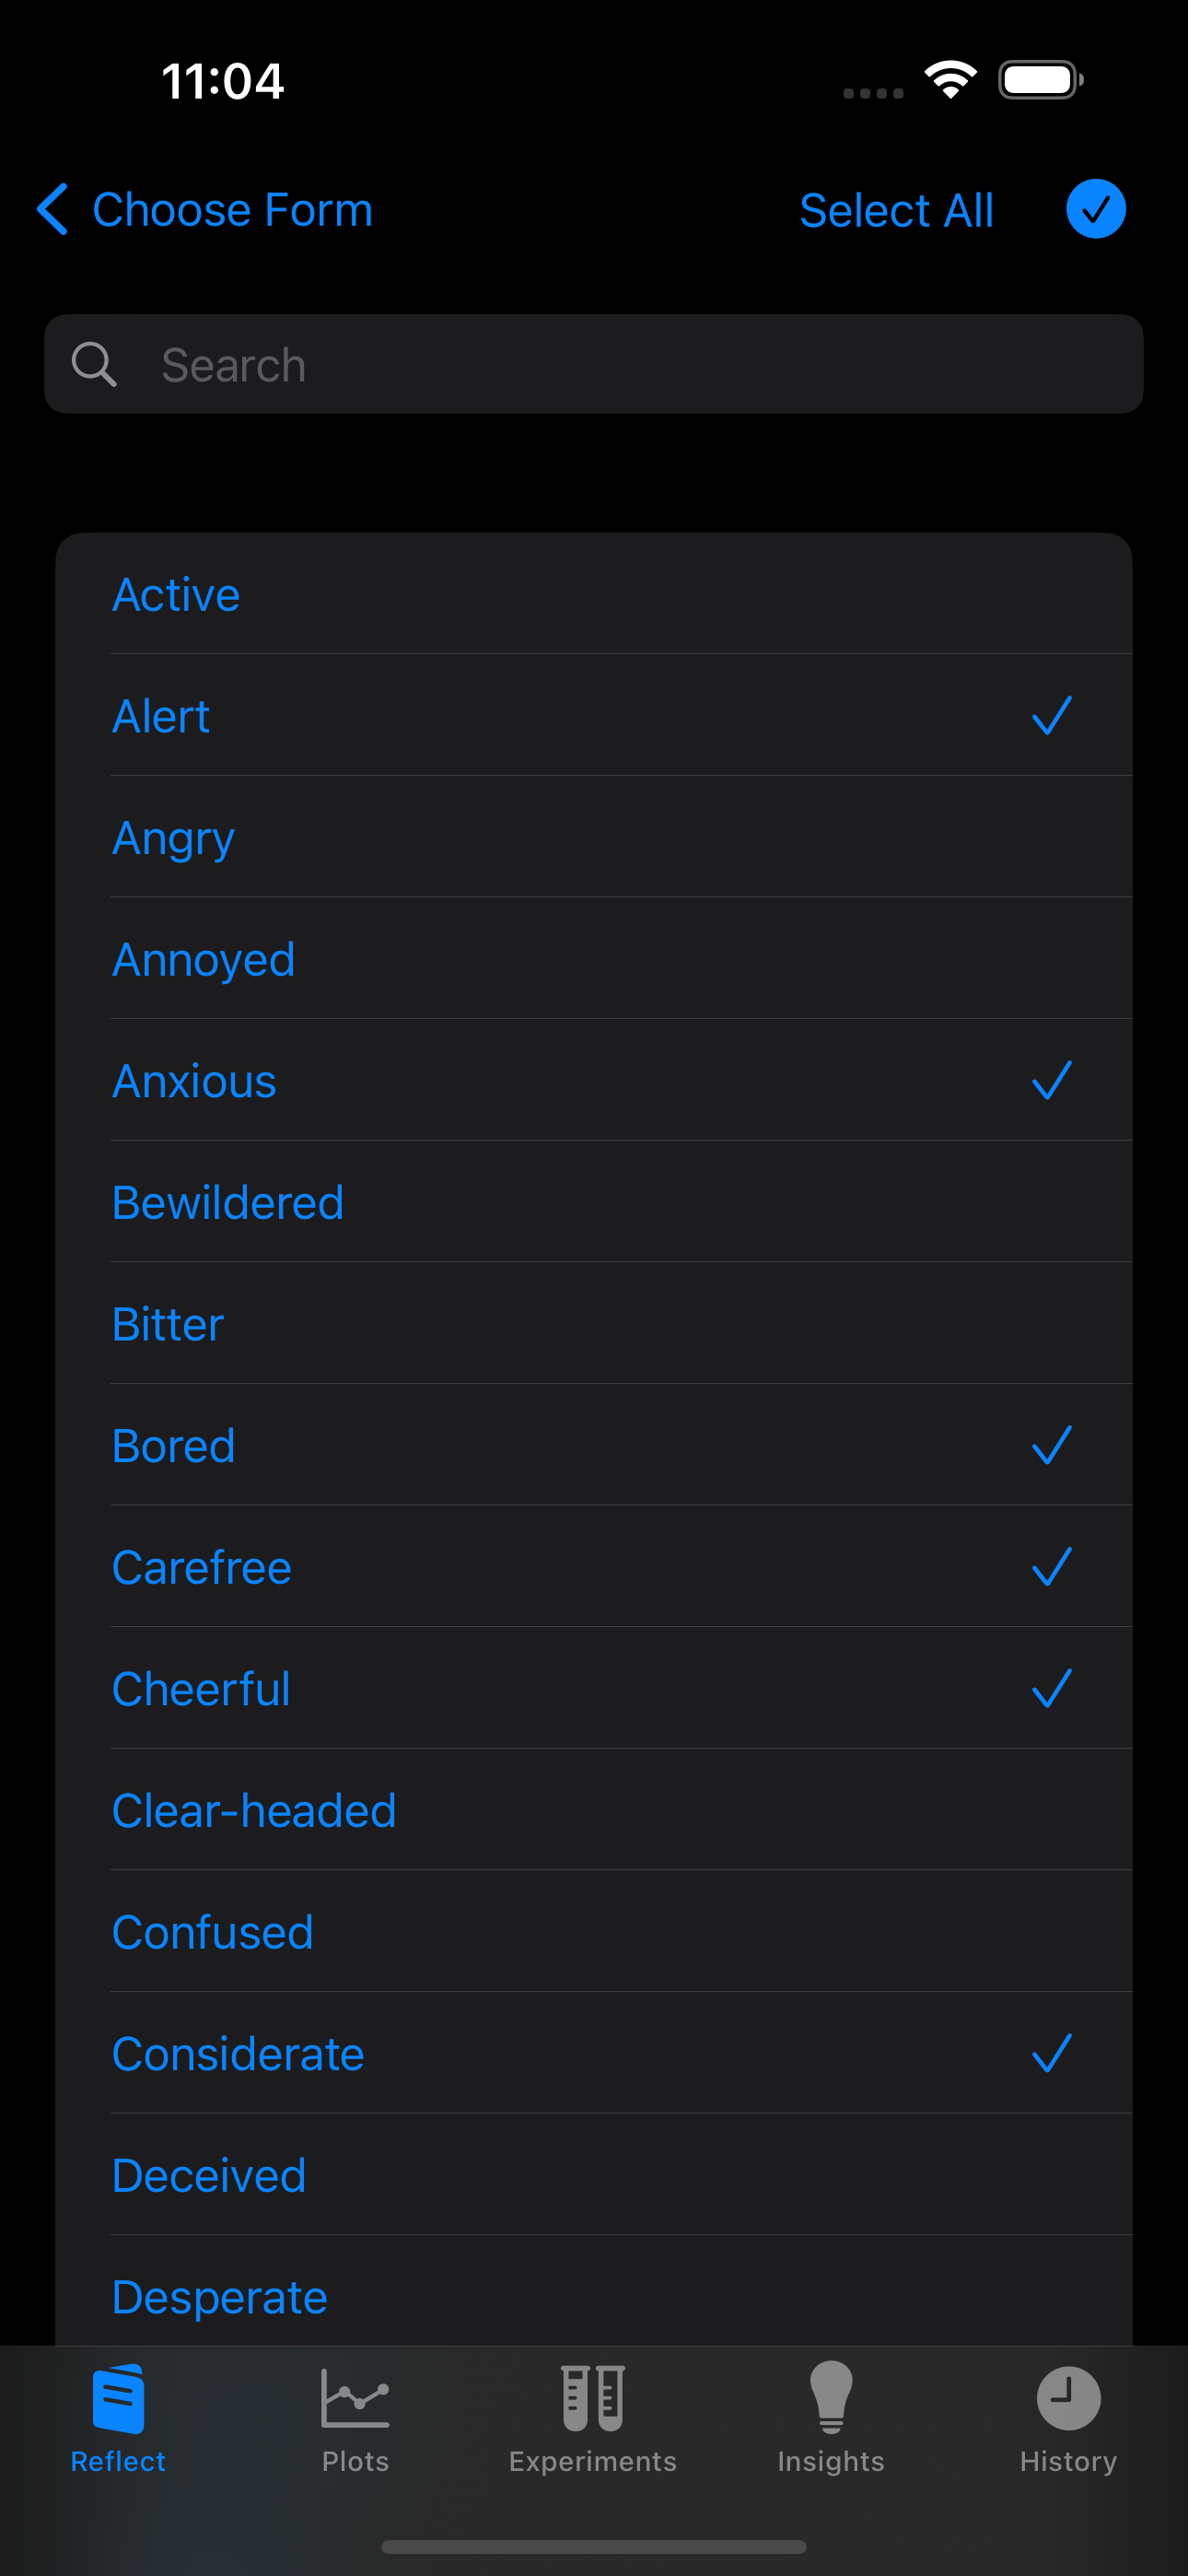 11:04
Choose Form Select All
Search
Active
Alert
Angry
Annoyed
Anxious
Bewildered
Bitter
Bored
Carefree
Cheerful
Clear-headed
Confused
Considerate
Deceived
Desperate
Reflect Plots Experiments Insights History